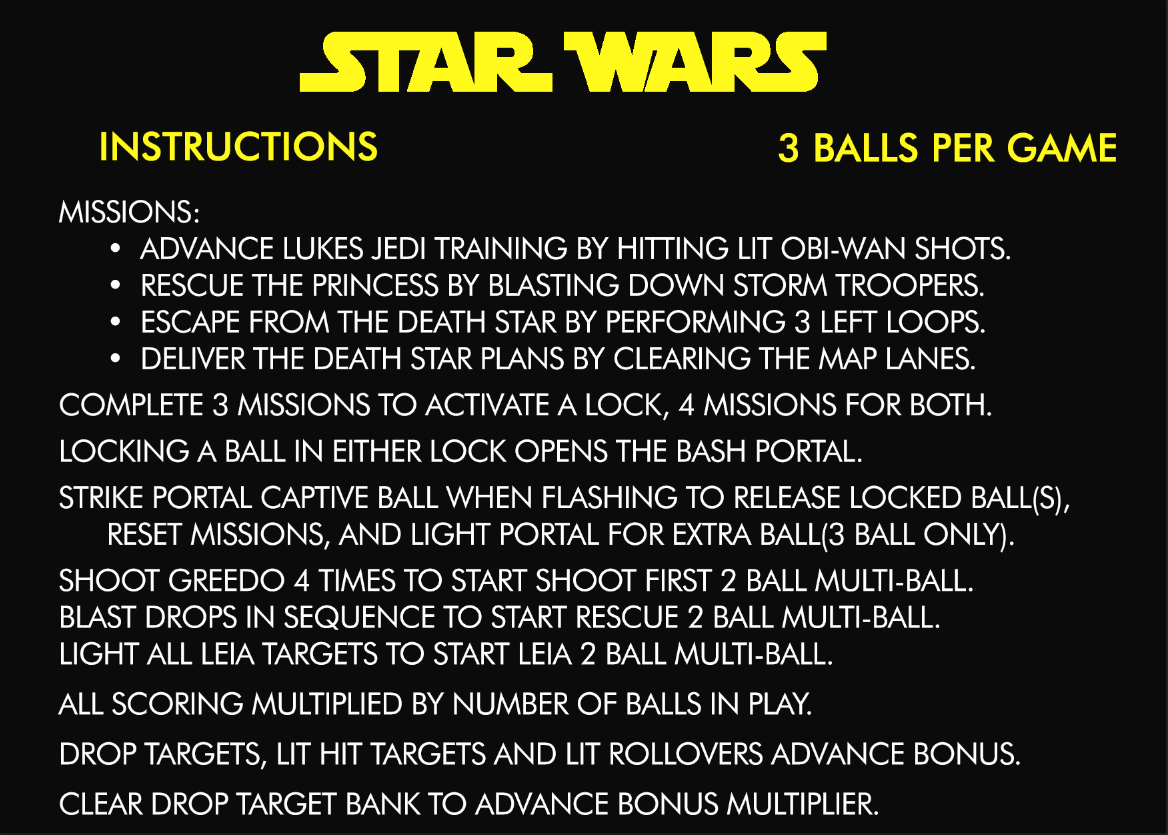 STAR WARS
INSTRUCTIONS
3 BALLS PER GAME
MISSIONS:
• ADVANCE LUKES JEDI TRAINING BY HITTING LIT OBI-WAN SHOTS.
• RESCUE THE PRINCESS BY BLASTING DOWN STORM TROOPERS.
• ESCAPE FROM THE DEATH STAR BY PERFORMING 3 LEFT LOOPS.
• DELIVER THE DEATH STAR PLANS BY CLEARING THE MAP LANES.
COMPLETE 3 MISSIONS TO ACTIVATE A LOCK, 4 MISSIONS FOR BOTH.
LOCKING A BALL IN EITHER LOCK OPENS THE BASH PORTAL.
STRIKE PORTAL CAPTIVE BALL WHEN FLASHING TO RELEASE LOCKED BALL(S),
RESET MISSIONS, AND LIGHT PORTAL FOR EXTRA BALL(3 BALL ONLY).
SHOOT GREEDO 4 TIMES TO START SHOOT FIRST 2 BALL MULTI-BALL.
BLAST DROPS IN SEQUENCE TO START RESCUE 2 BALL MULTI-BALL.
LIGHT ALL LEIA TARGETS TO START LEIA 2 BALL MULTI-BALL.
ALL SCORING MULTIPLIED BY NUMBER OF BALLS IN PLAY.
DROP TARGETS, LIT HIT TARGETS AND LIT ROLLOVERS ADVANCE BONUS.
CLEAR DROP TARGET BANK TO ADVANCE BONUS MULTIPLIER.